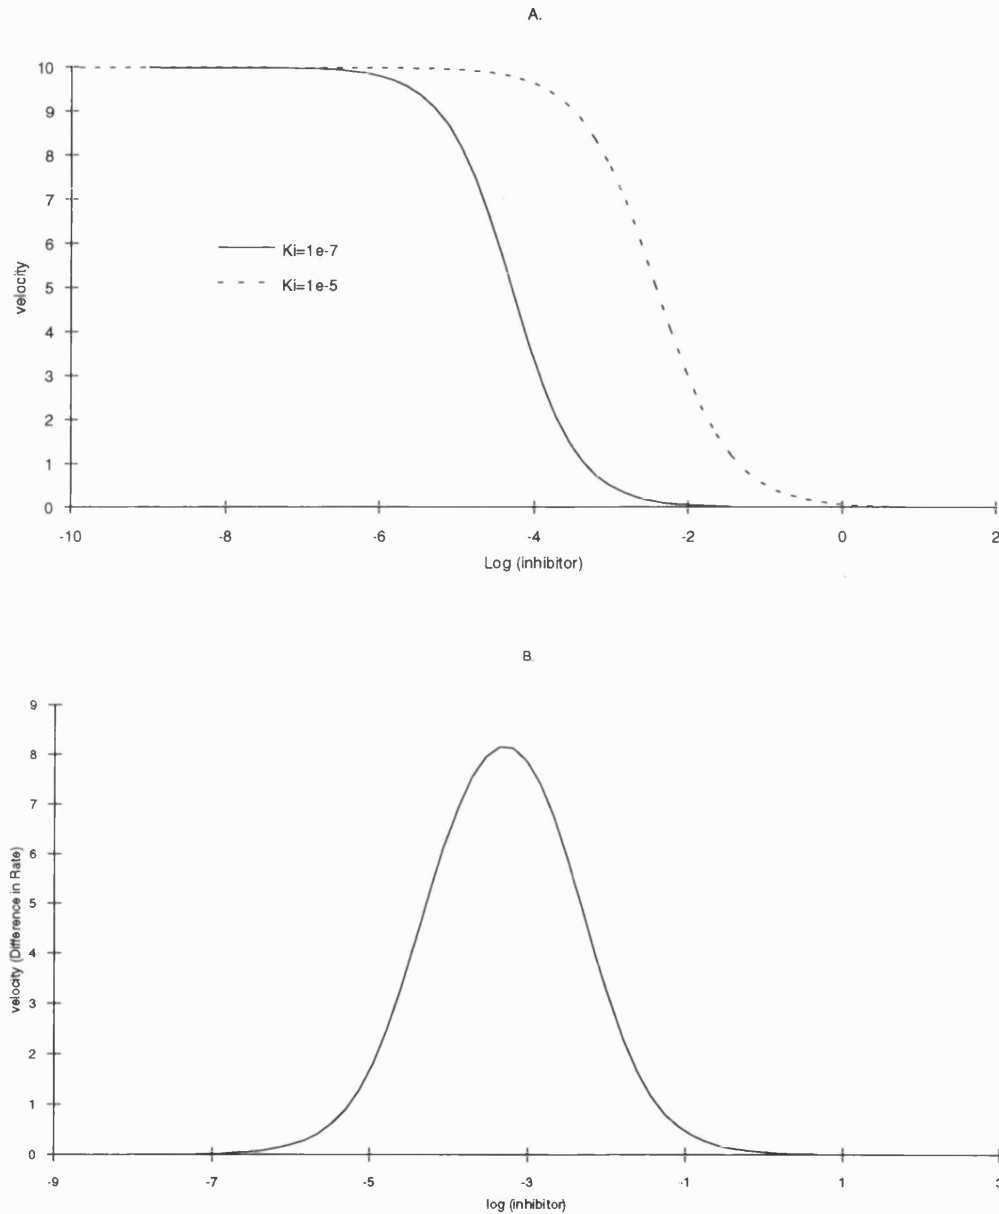 A.
10
9
8
7
6
5
4
3
2
1
0
velocity
Ki=1e-7
Ki=1e-5
-10 -8 -6 -4 -2 0 2
Log (inhibitor)
B.
9
8
7
6
5
4
3
2
1
0
velocity (Difference in Rate)
-9 -7 -5 -3 -1 1 3
log (inhibitor)